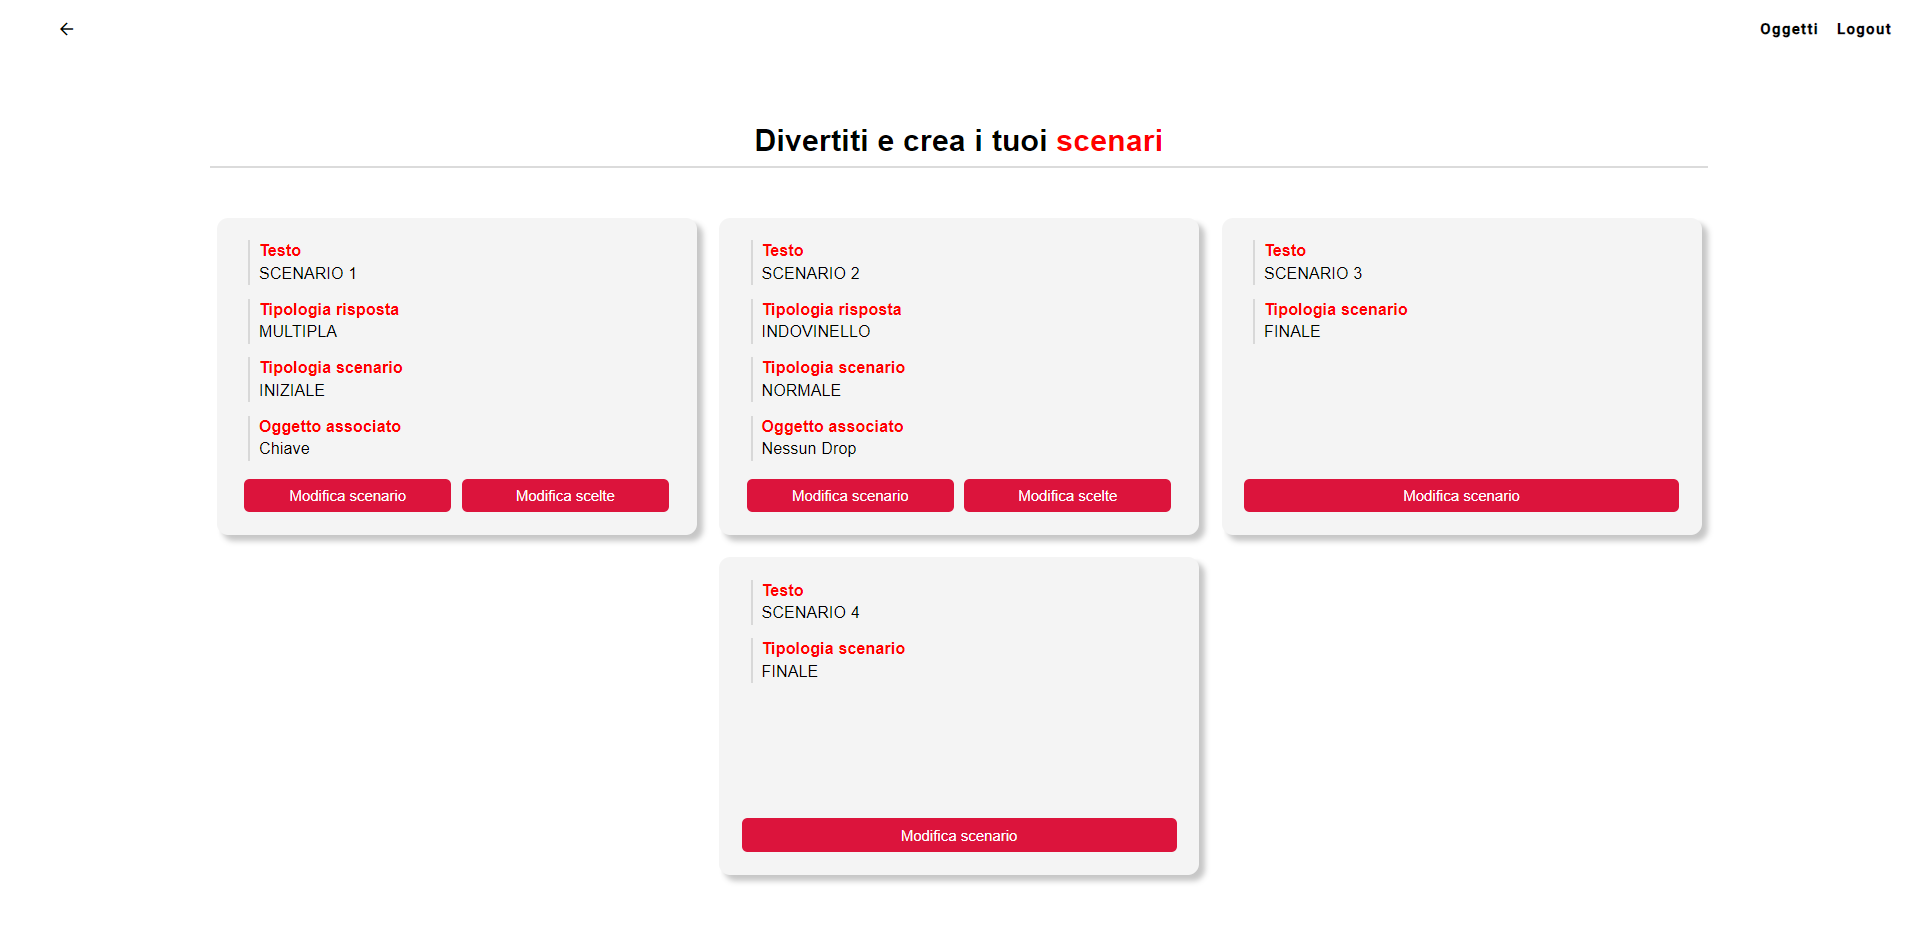 Oggetti Logout
Divertiti e crea i tuoi scenari
Testo
SCENARIO 1
Tipologia risposta
MULTIPLA
Tipologia scenario
INIZIALE
Oggetto associato
Chiave
Modifica scenario Modifica scelte
Testo
SCENARIO 2
Tipologia risposta
INDOVINELLO
Tipologia scenario
NORMALE
Oggetto associato
Nessun Drop
Modifica scenario Modifica scelte
Testo
SCENARIO 3
Tipologia scenario
FINALE
Modifica scenario
Testo
SCENARIO 4
Tipologia scenario
FINALE
Modifica scenario